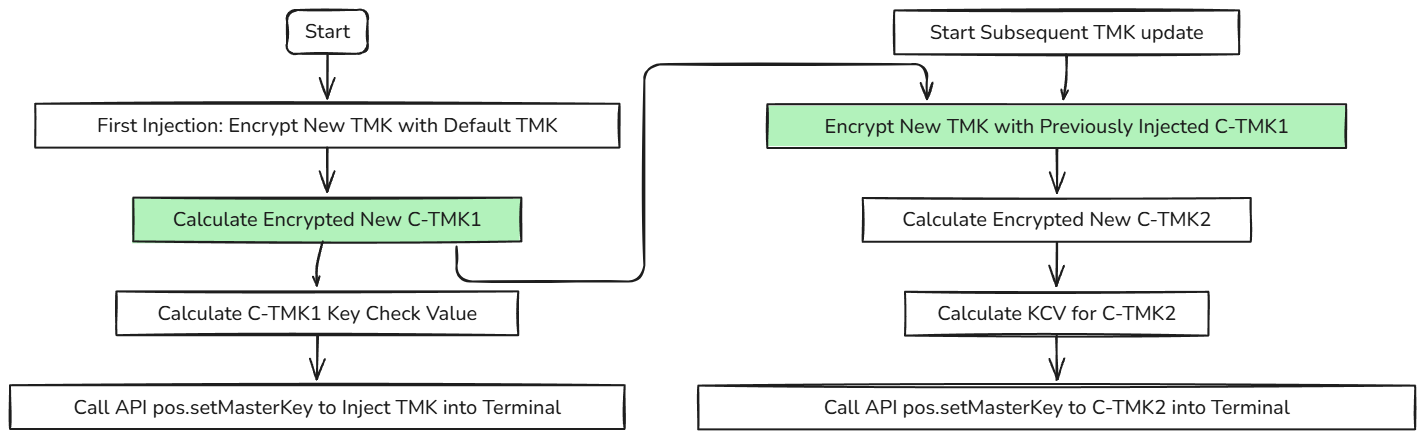 Start
First Injection: Encrypt New TMK with Default TMK
Calculate Encrypted New C-TMK1
Calculate C-TMK1 Key Check Value
Call API pos.setMasterKey to Inject TMK into Terminal
Start Subsequent TMK update
Encrypt New TMK with Previously Injected C-TMK1
Calculate Encrypted New C-TMK2
Calculate KCV for C-TMK2
Call API pos.setMasterKey to C-TMK2 into Terminal